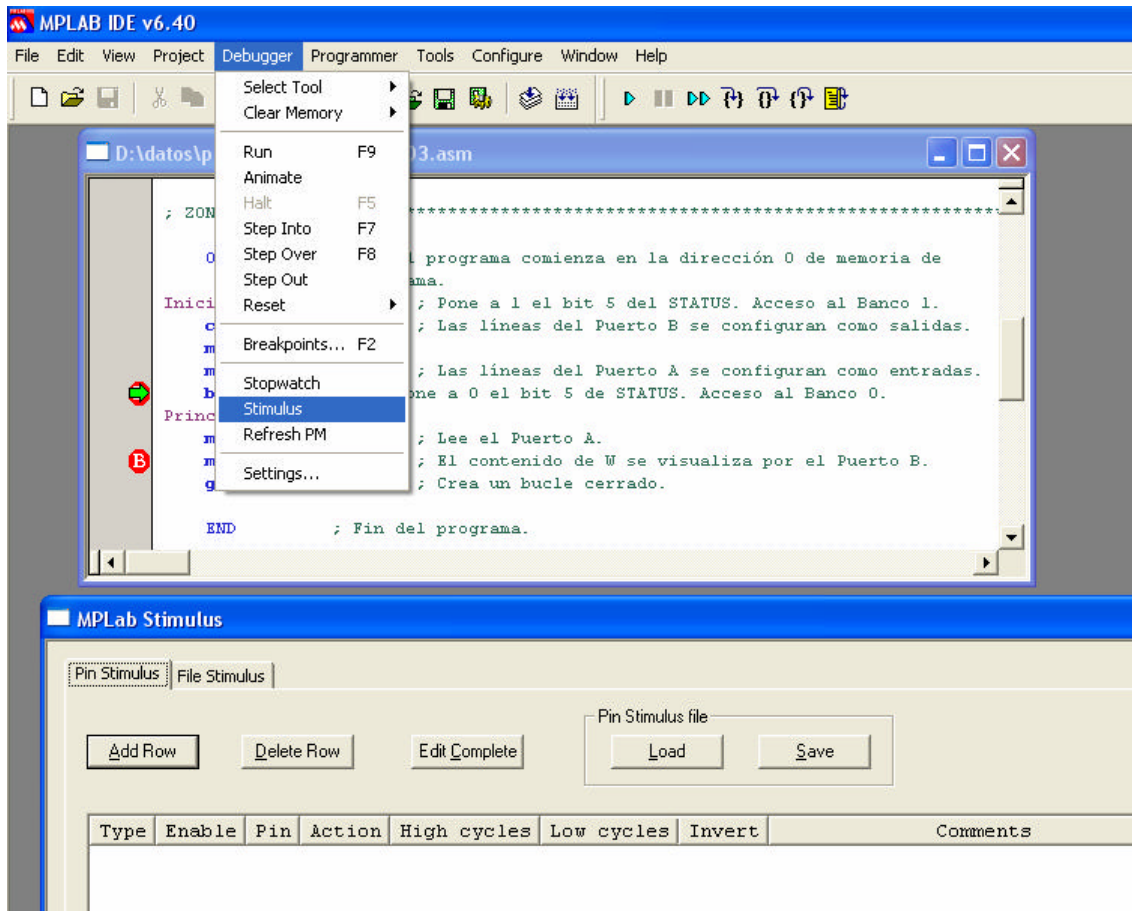 MPLAB IDE v6.40
File Edit View Project Debugger Programmer Tools Configure Window Help
Select Tool
Clear Memory
Run F9
Animate
Halt F5
Step Into F7
Step Over F8
Step Out
Reset
Breakpoints... F2
Stopwatch
Stimulus
Refresh PM
Settings...
D:\datos\p 03.asm
; ZON ************************************************************
O l programa comienza en la dirección 0 de memoria de
ama.
Inici ; Pone a 1 el bit 5 del STATUS. Acceso al Banco 1.
c ; Las líneas del Puerto B se configuran como salidas.
m
m ; Las líneas del Puerto A se configuran como entradas.
b one a 0 el bit 5 de STATUS. Acceso al Banco 0.
Princ
m ; Lee el Puerto A.
B m ; El contenido de W se visualiza por el Puerto B.
g ; Crea un bucle cerrado.
END ; Fin del programa.
MPLab Stimulus
Pin Stimulus File Stimulus
Pin Stimulus file
Add Row Delete Row Edit Complete Load Save
Type Enable Pin Action High cycles Low cycles Invert Comments